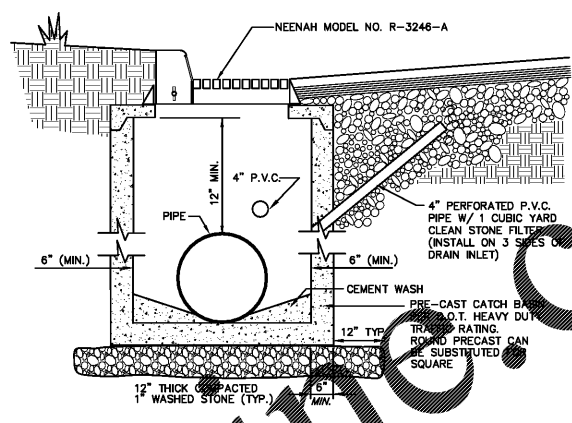 NEENAH MODEL NO. R-3246-A
12" MIN.
4" P.V.C.
PIPE
4" PERFORATED P.V.C.
PIPE W/ 1 CUBIC YARD
CLEAN STONE FILTER
(INSTALL ON 3 SIDES OF
DRAIN INLET)
6" (MIN.)
6" (MIN.)
CEMENT WASH
PRE-CAST CATCH BASIN
D.O.T. HEAVY DUTY
TRAFFIC RATING.
ROUND PRECAST CAN
BE SUBSTITUTED FOR
SQUARE
12" TYP.
12" THICK COMPACTED
1" WASHED STONE (TYP.)
6"
MIN.